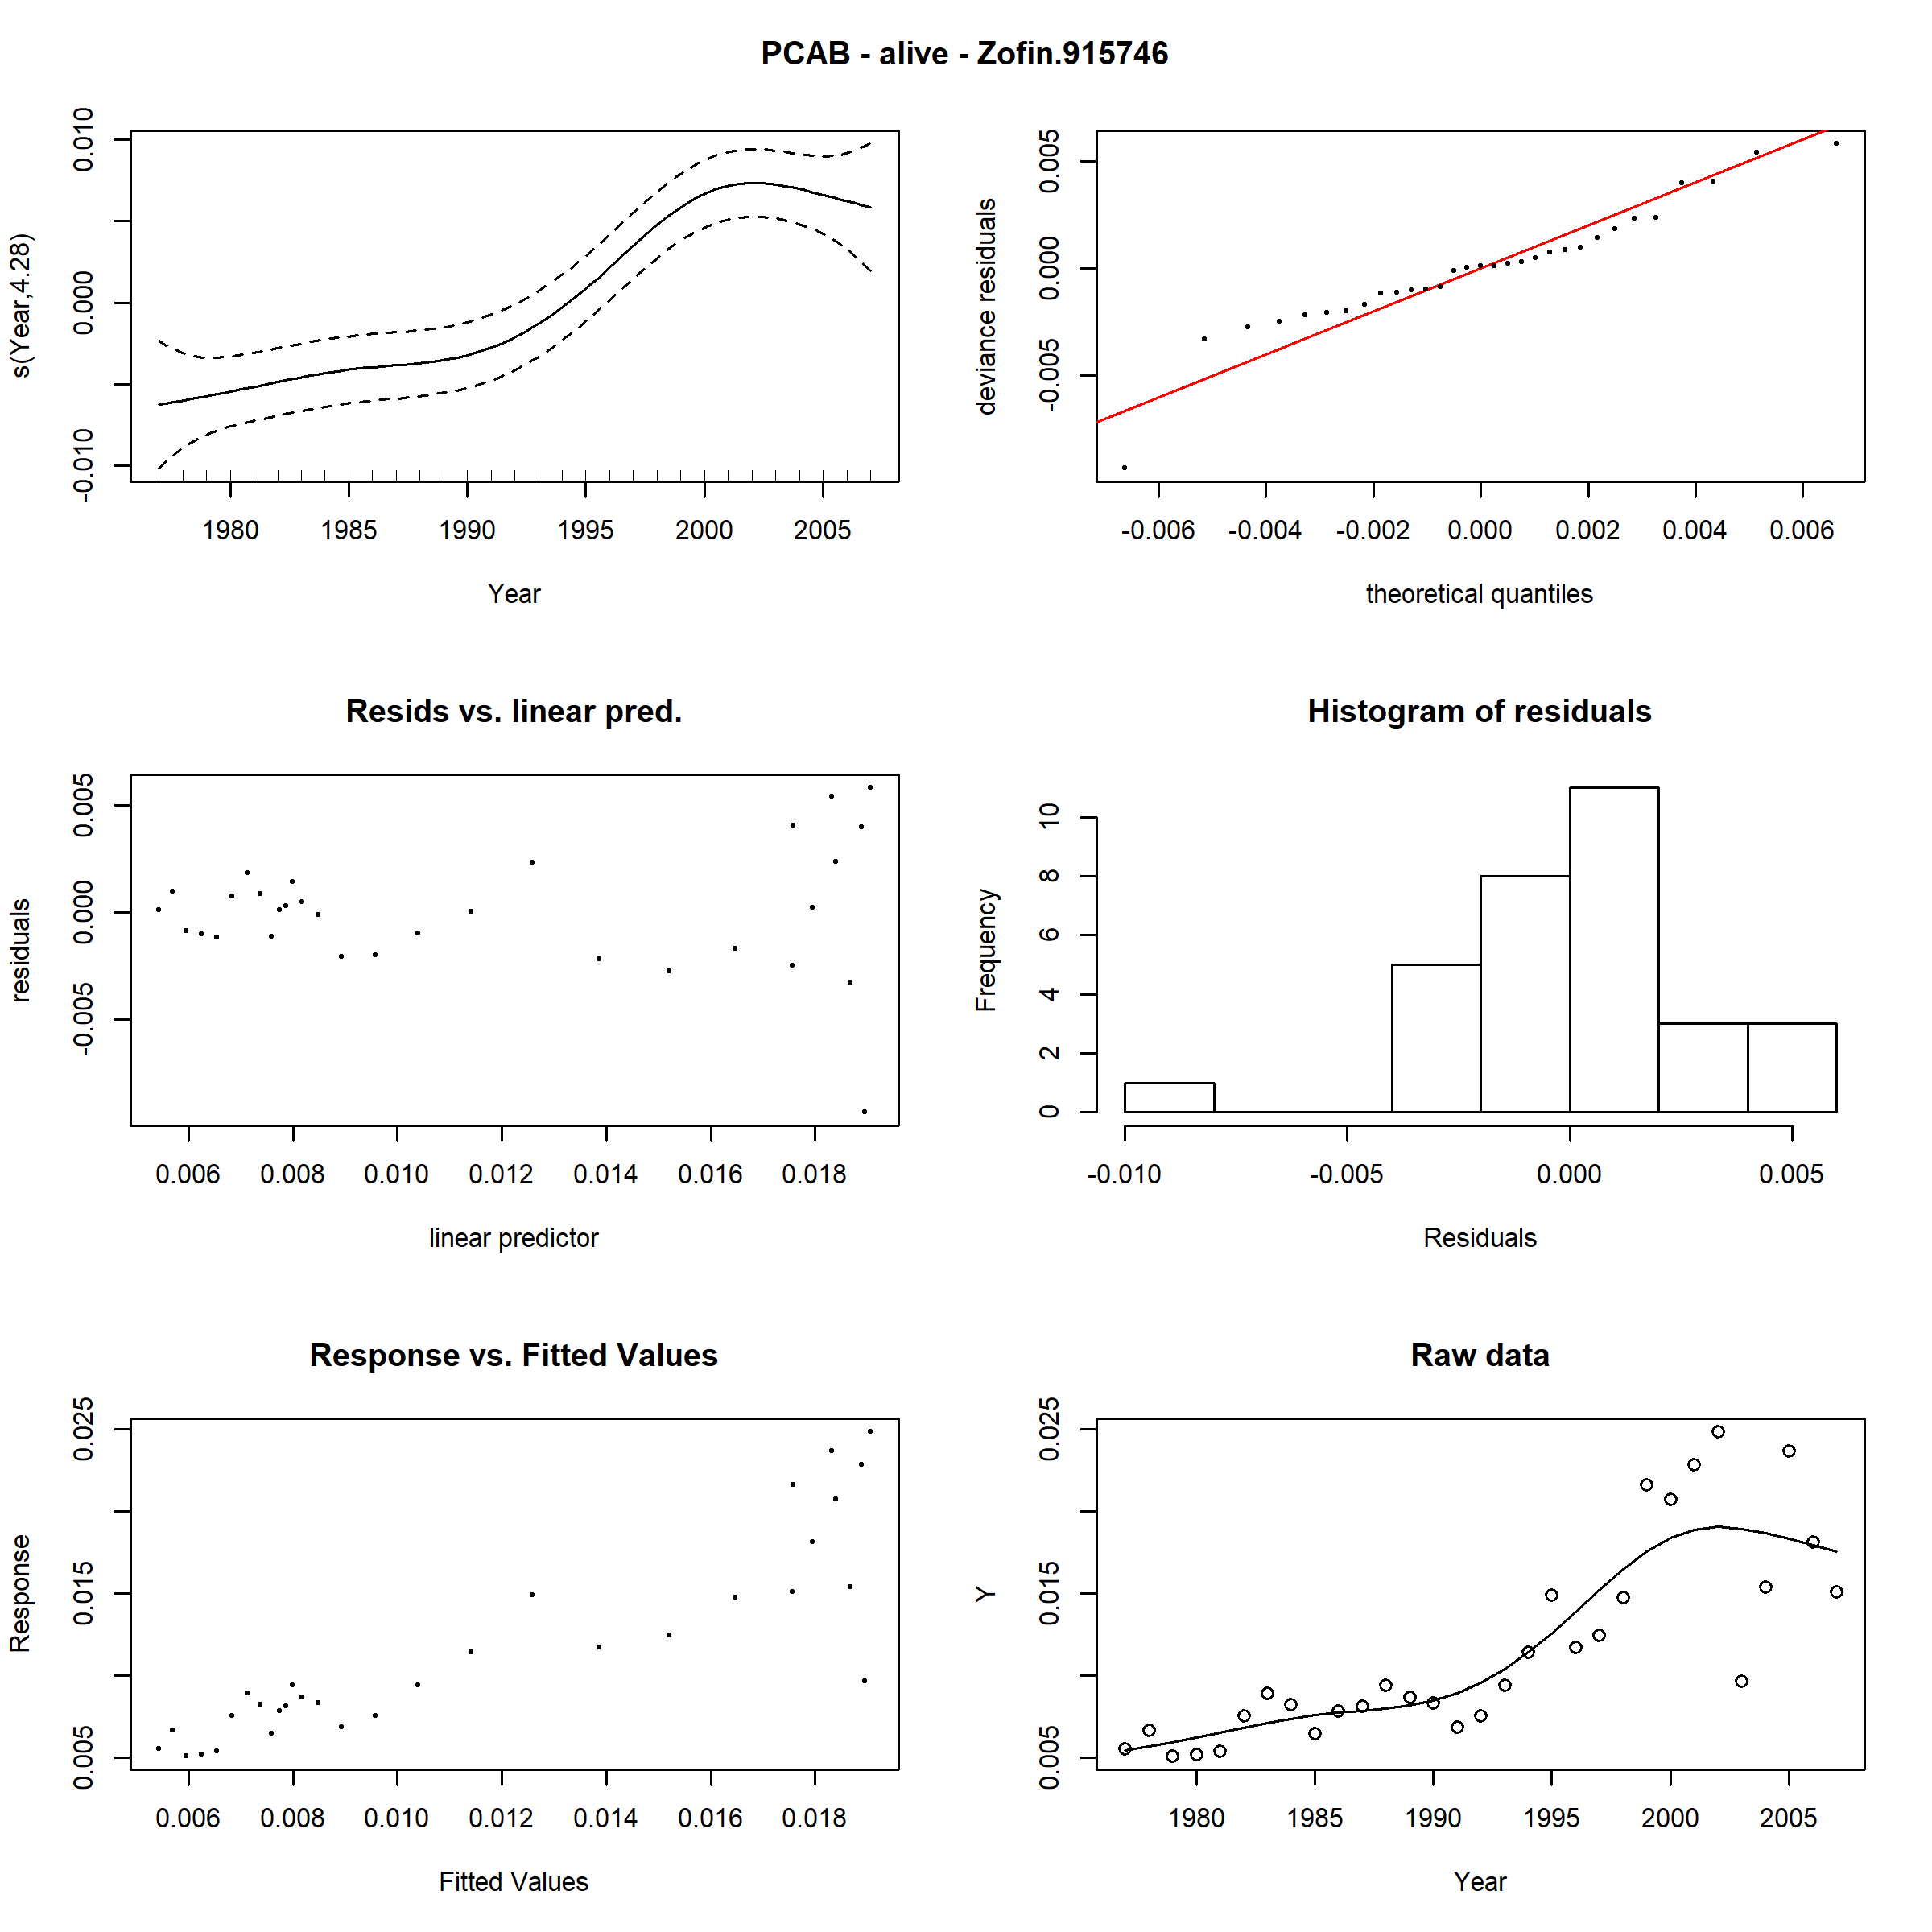 PCAB - alive - Zofin.915746
s(Year,4.28)
-0.010 0.000 0.010
1980 1985 1990 1995 2000 2005
Year
deviance residuals
-0.005 0.000 0.005
-0.006 -0.004 -0.002 0.000 0.002 0.004 0.006
theoretical quantiles
Resids vs. linear pred.
residuals
-0.005 0.000 0.005
0.006 0.008 0.010 0.012 0.014 0.016 0.018
linear predictor
Histogram of residuals
Frequency
0 2 4 6 8 10
-0.010 -0.005 0.000 0.005
Residuals
Response vs. Fitted Values
Response
0.005 0.015 0.025
0.006 0.008 0.010 0.012 0.014 0.016 0.018
Fitted Values
Raw data
Y
0.005 0.015 0.025
1980 1985 1990 1995 2000 2005
Year